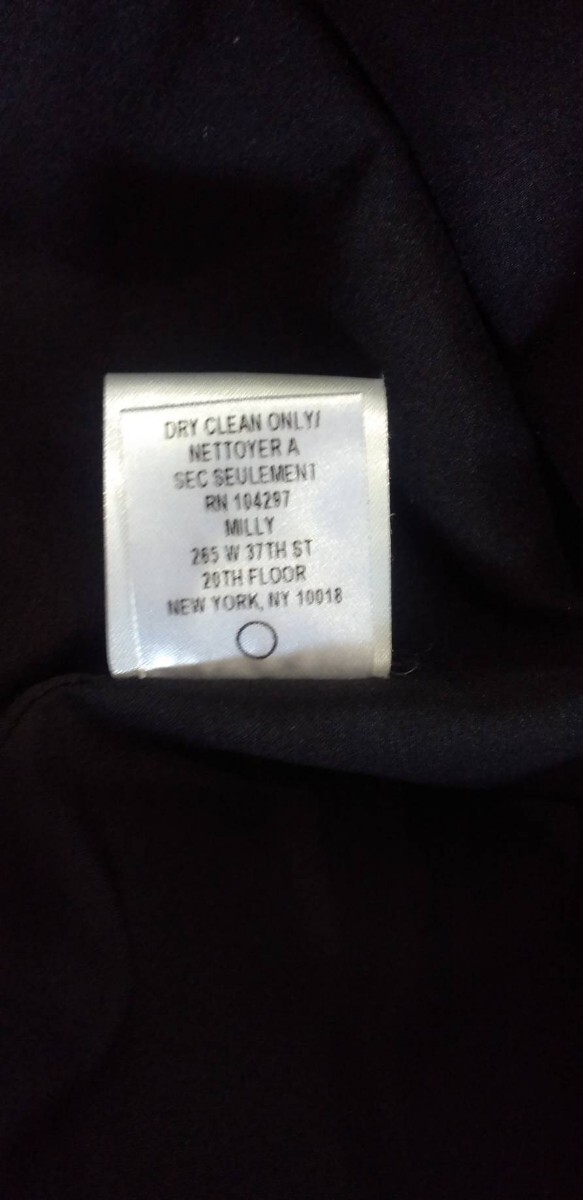 DRY CLEAN ONLY/
NETTOYER A
SEC SEULEMENT
RN 104297
MILLY
265 W 37TH ST
20TH FLOOR
NEW YORK, NY 10018